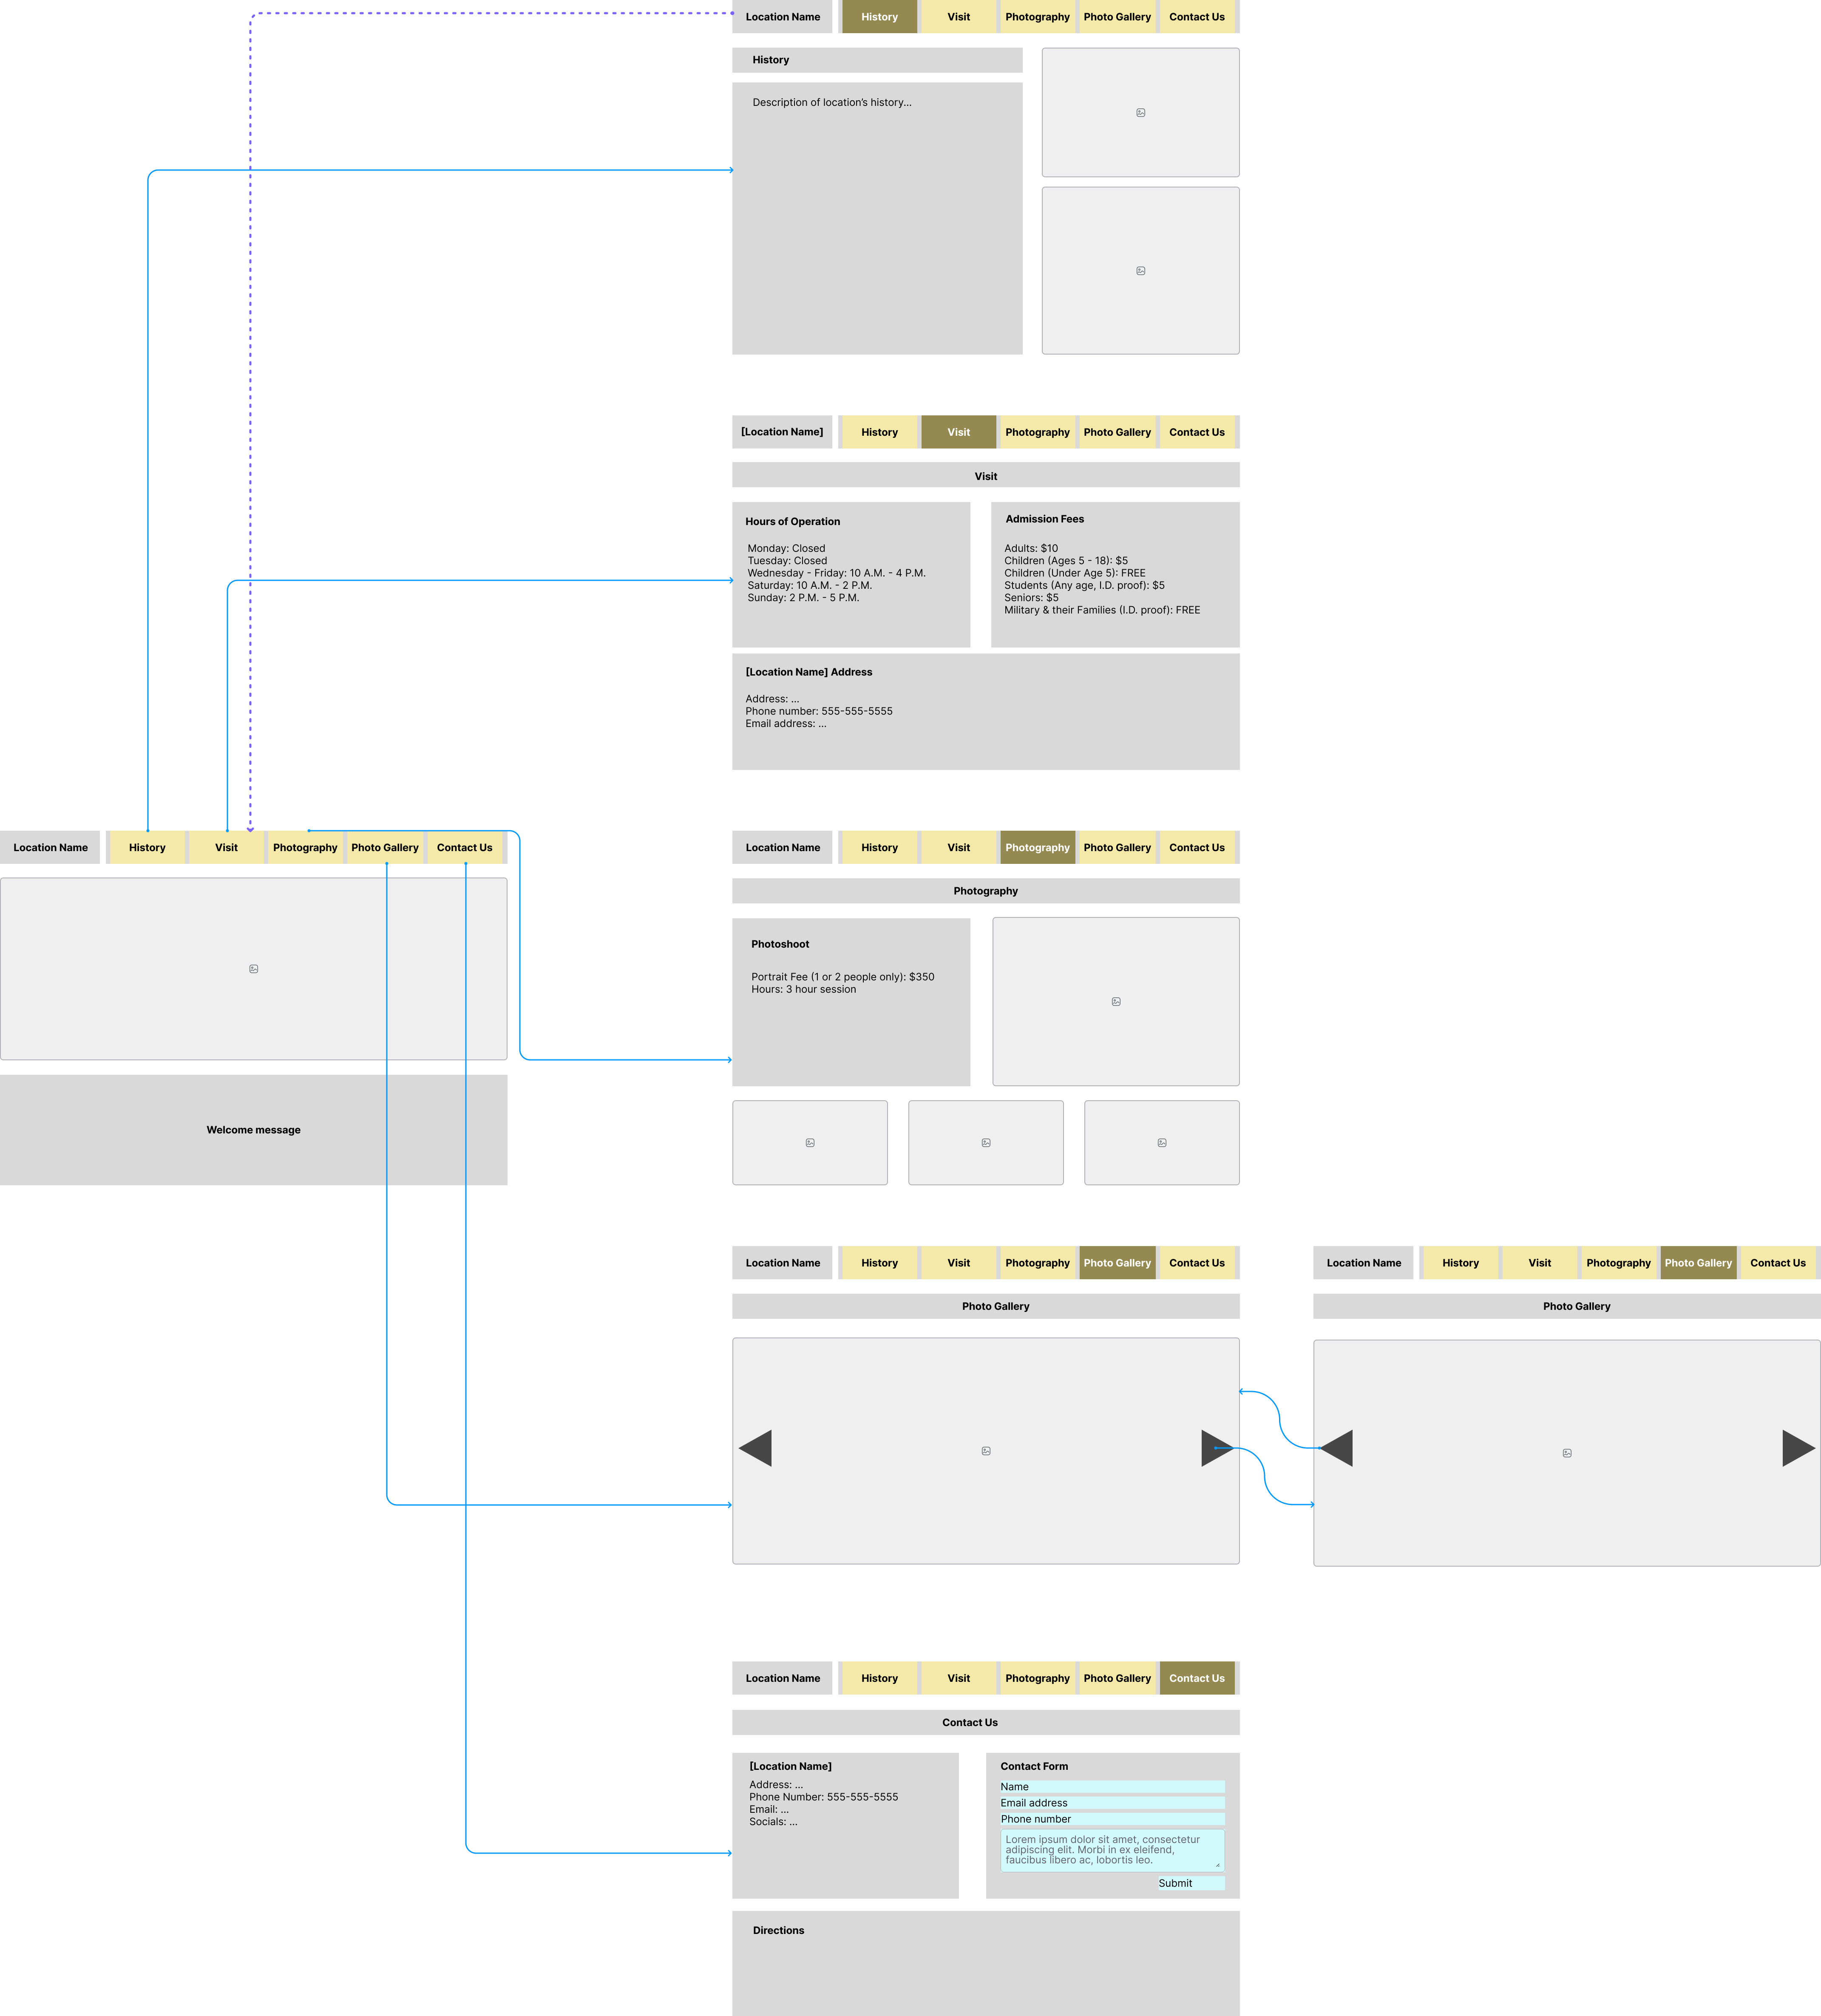 Location Name
History
Visit
Photography
Photo Gallery
Contact Us
History
Description of location's history...
[Location Name]
History
Visit
Photography
Photo Gallery
Contact Us
Visit
Hours of Operation
Monday: Closed
Tuesday: Closed
Wednesday - Friday: 10 A.M. - 4 P.M.
Saturday: 10 A.M. - 2 P.M.
Sunday: 2 P.M. - 5 P.M.
Admission Fees
Adults: $10
Children (Ages 5 - 18): $5
Children (Under Age 5): FREE
Students (Any age, I.D. proof): $5
Seniors: $5
Military & their Families (I.D. proof): FREE
[Location Name] Address
Address: ...
Phone number: 555-555-5555
Email address: ...
Location Name
History
Visit
Photography
Photo Gallery
Contact Us
Welcome message
Location Name
History
Visit
Photography
Photo Gallery
Contact Us
Photography
Photoshoot
Portrait Fee (1 or 2 people only): $350
Hours: 3 hour session
Location Name
History
Visit
Photography
Photo Gallery
Contact Us
Photo Gallery
Location Name
History
Visit
Photography
Photo Gallery
Contact Us
Photo Gallery
Location Name
History
Visit
Photography
Photo Gallery
Contact Us
Contact Us
[Location Name]
Address: ...
Phone Number: 555-555-5555
Email: ...
Socials: ...
Contact Form
Name
Email address
Phone number
Lorem ipsum dolor sit amet, consectetur
adipiscing elit. Morbi in ex eleifend,
faucibus libero ac, lobortis leo.
Submit
Directions